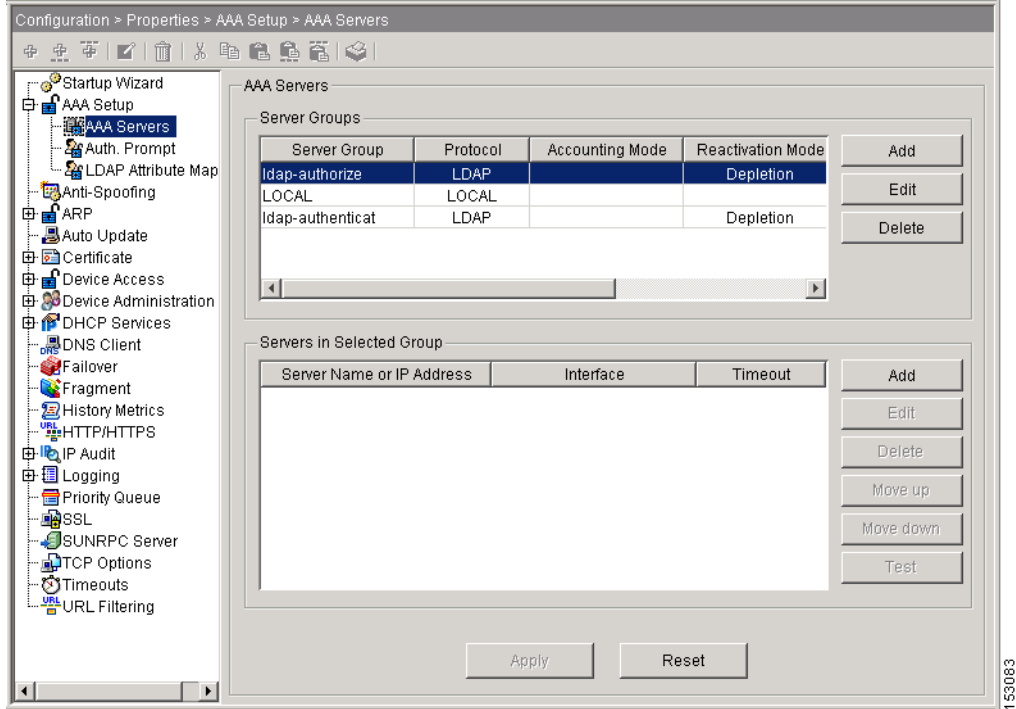 Configuration > Properties > AAA Setup > AAA Servers
Startup Wizard
AAA Setup
AAA Servers
Auth. Prompt
LDAP Attribute Map
Anti-Spoofing
ARP
Auto Update
Certificate
Device Access
Device Administration
DHCP Services
DNS
DNS Client
Failover
Fragment
History Metrics
URL
HTTP/HTTPS
IP
IP Audit
Logging
Priority Queue
SSL
SUNRPC Server
TCP Options
Timeouts
URL
URL Filtering
AAA Servers
Server Groups
Server Group Protocol Accounting Mode Reactivation Mode
ldap-authorize LDAP Depletion
LOCAL LOCAL
ldap-authenticat LDAP Depletion
Add
Edit
Delete
Servers in Selected Group
Server Name or IP Address Interface Timeout
Add
Edit
Delete
Move up
Move down
Test
Apply Reset
153083